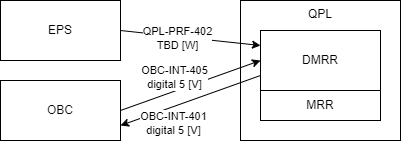 QPL
EPS
QPL-PRF-402
TBD [W]
DMRR
OBC-INT-405
digital 5 [V]
OBC
MRR
OBC-INT-401
digital 5 [V]